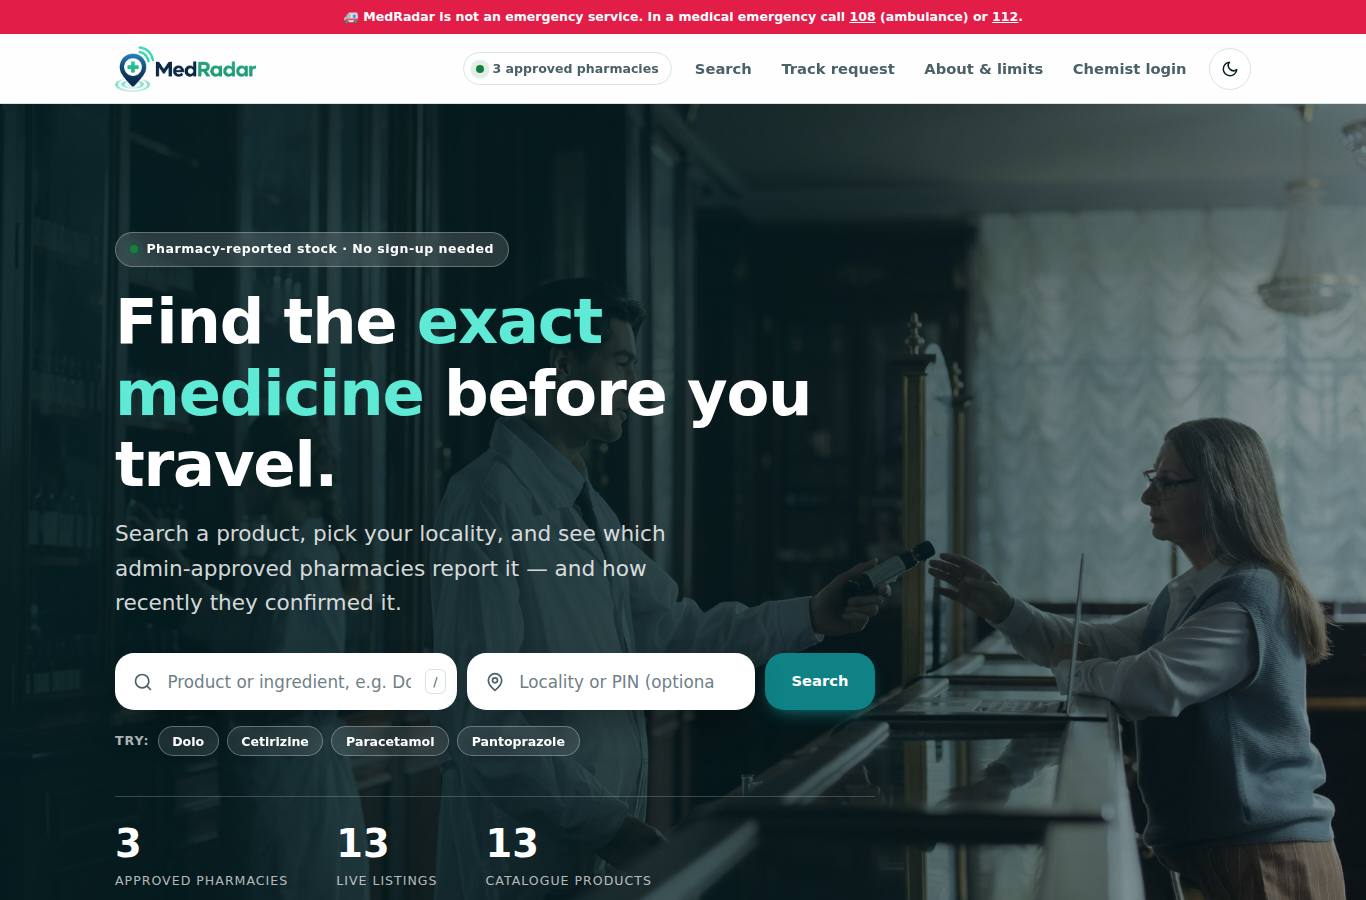 🚑 MedRadar is not an emergency service. In a medical emergency call 108 (ambulance) or 112.
MedRadar
3 approved pharmacies
Search
Track request
About & limits
Chemist login
Pharmacy-reported stock · No sign-up needed
Find the exact
medicine before you
travel.
Search a product, pick your locality, and see which
admin-approved pharmacies report it — and how
recently they confirmed it.
Product or ingredient, e.g. Do
/
Locality or PIN (optiona
Search
TRY:
Dolo
Cetirizine
Paracetamol
Pantoprazole
3
APPROVED PHARMACIES
13
LIVE LISTINGS
13
CATALOGUE PRODUCTS